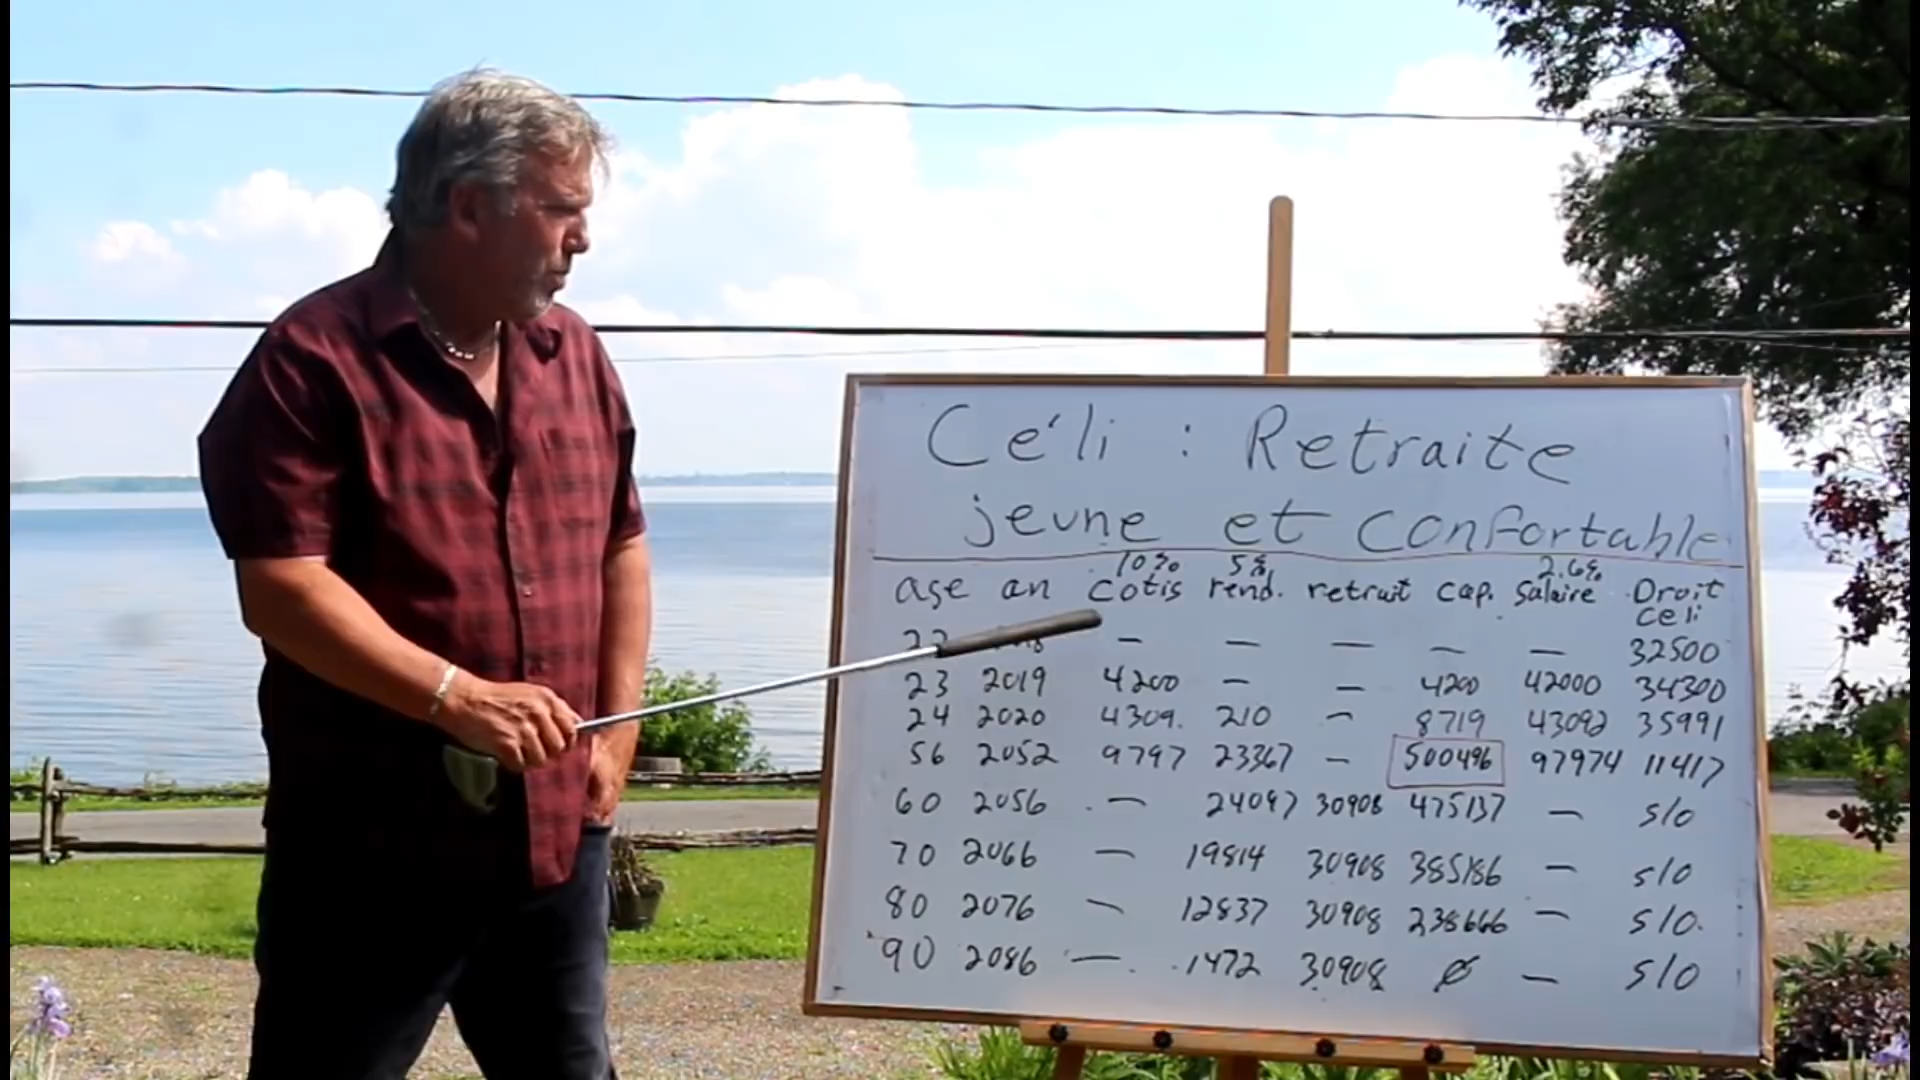 Céli : Retraite
jeune et confortable
10% 5% 2.6%
age an cotis rend. retrait cap. salaire Droit
celi
— — — — — 32500
23 2019 4200 — — 4200 42000 34300
24 2020 4309. 210 — 8719 43092 35991
56 2052 9797 23367 — 500496 97974 11417
60 2056 — 24097 30908 475137 — s/o
70 2066 — 19814 30908 385186 — s/o
80 2076 — 12837 30908 238666 — s/o.
90 2086 — 1472 30908 ø — s/o